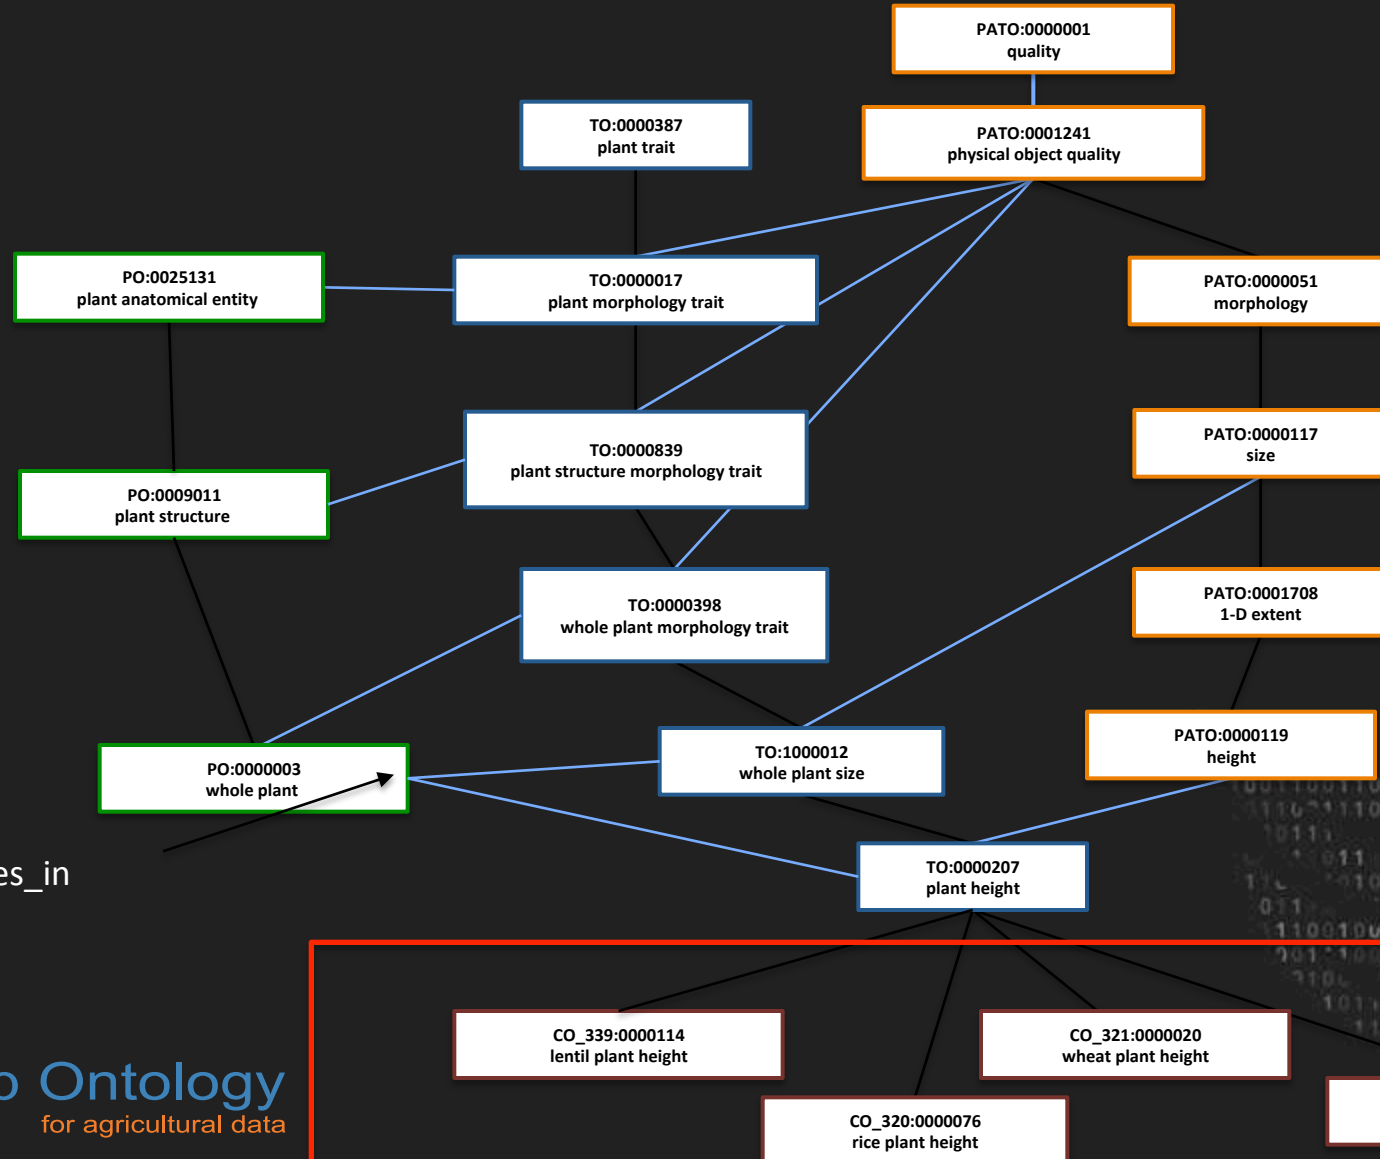 PATO:0000001
quality
TO:0000387
plant trait
PATO:0001241
physical object quality
PO:0025131
plant anatomical entity
TO:0000017
plant morphology trait
PATO:0000051
morphology
TO:0000839
plant structure morphology trait
PATO:0000117
size
PO:0009011
plant structure
TO:0000398
whole plant morphology trait
PATO:0001708
1-D extent
PO:0000003
whole plant
TO:1000012
whole plant size
PATO:0000119
height
es_in
TO:0000207
plant height
CO_339:0000114
lentil plant height
CO_321:0000020
wheat plant height
Ontology
for agricultural data
CO_320:0000076
rice plant height